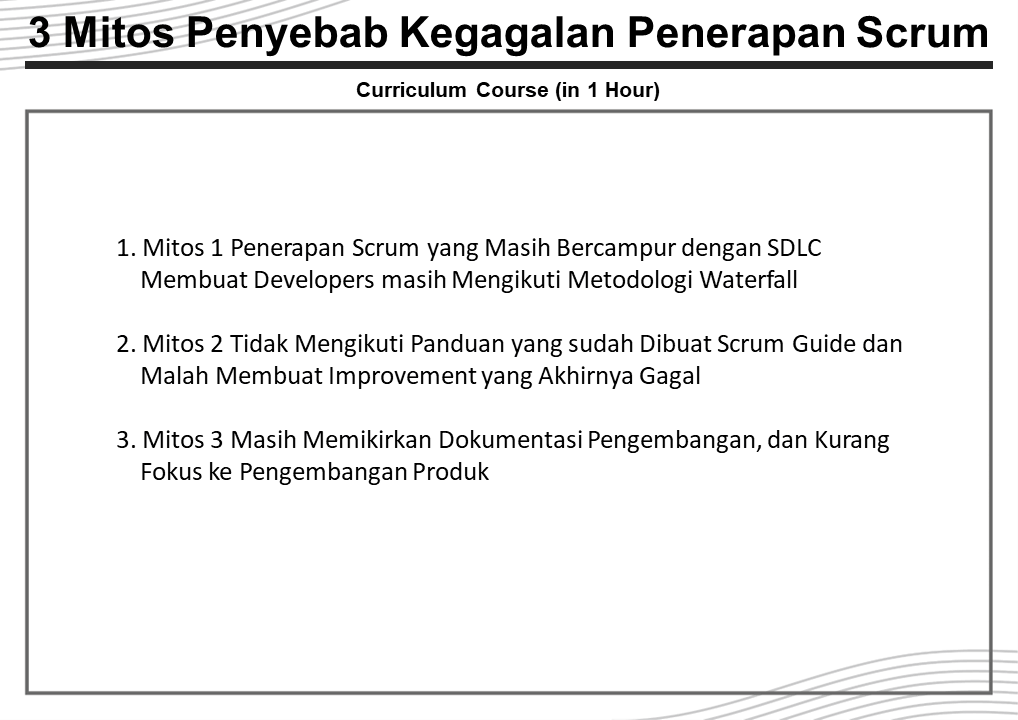 3 Mitos Penyebab Kegagalan Penerapan Scrum
Curriculum Course (in 1 Hour)
1. Mitos 1 Penerapan Scrum yang Masih Bercampur dengan SDLC
Membuat Developers masih Mengikuti Metodologi Waterfall
2. Mitos 2 Tidak Mengikuti Panduan yang sudah Dibuat Scrum Guide dan
Malah Membuat Improvement yang Akhirnya Gagal
3. Mitos 3 Masih Memikirkan Dokumentasi Pengembangan, dan Kurang
Fokus ke Pengembangan Produk